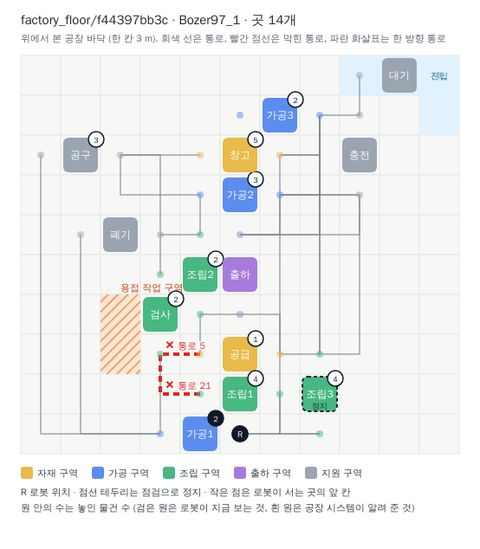 factory_floor/f44397bb3c · Bozer97_1 · 곳 14개
위에서 본 공장 바닥 (한 칸 3 m). 회색 선은 통로, 빨간 점선은 막힌 통로, 파란 화살표는 한 방향 통로
대기
가공3 2
공구 3
창고 5
충전
가공2 3
폐기
조립2 2
출하
용접 작업 구역
검사 2
× 통로 5
공급 1
× 통로 21
조립1 4
조립3 4
정지
가공1 2
R
자재 구역 가공 구역 조립 구역 출하 구역 지원 구역
R 로봇 위치 · 점선 테두리는 점검으로 정지 · 작은 점은 로봇이 서는 곳의 앞 칸
원 안의 수는 놓인 물건 수 (검은 원은 로봇이 지금 보는 것, 흰 원은 공장 시스템이 알려 준 것)